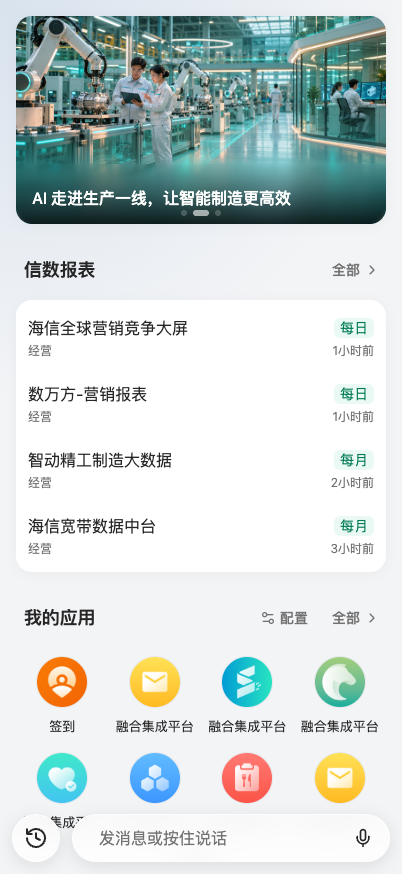 AI 走进生产一线，让智能制造更高效
信数报表
全部
海信全球营销竞争大屏
每日
经营
1小时前
数万方-营销报表
每日
经营
1小时前
智动精工制造大数据
每月
经营
2小时前
海信宽带数据中台
每月
经营
3小时前
我的应用
配置
全部
签到
融合集成平台
融合集成平台
融合集成平台
发消息或按住说话